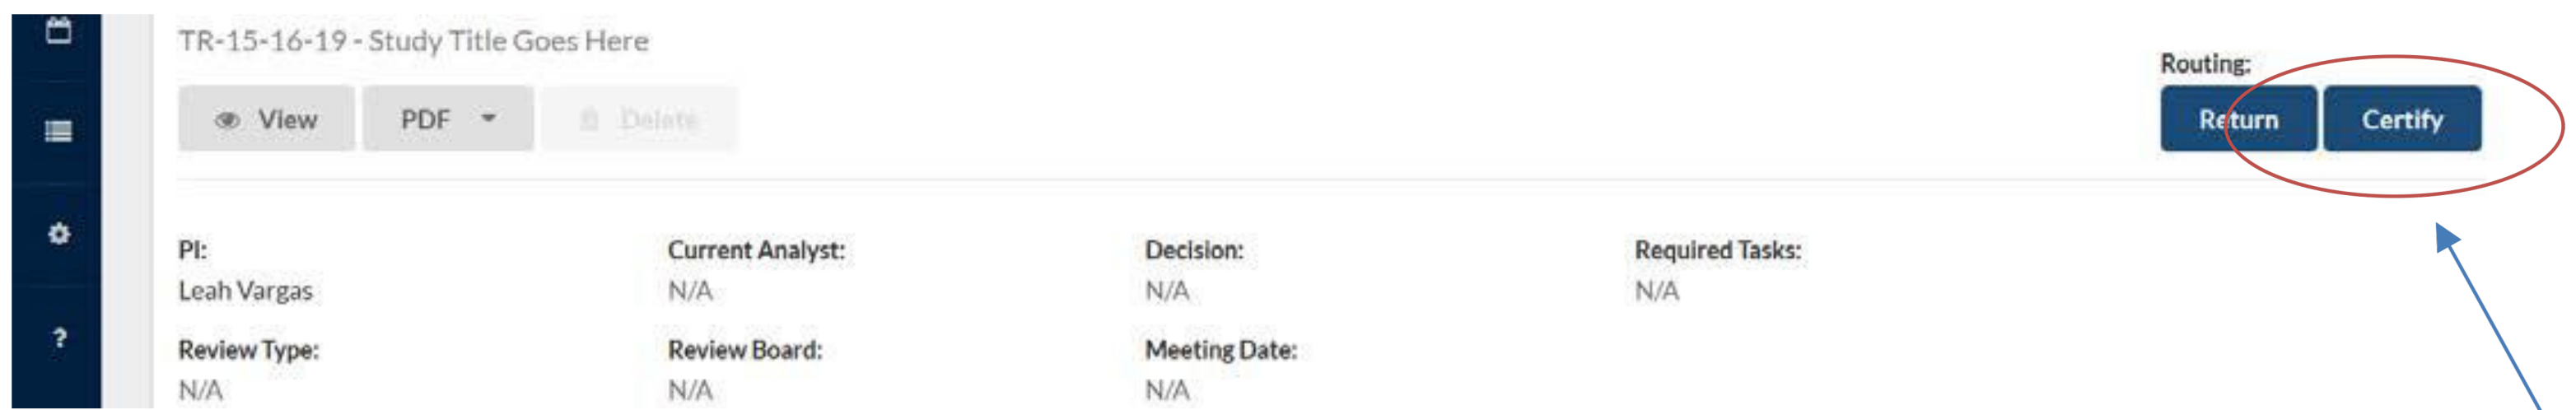 TR-15-16-19 - Study Title Goes Here
Routing:
View PDF Delete Return Certify
PI: Current Analyst: Decision: Required Tasks:
Leah Vargas N/A N/A N/A
? Review Type: Review Board: Meeting Date:
N/A N/A N/A